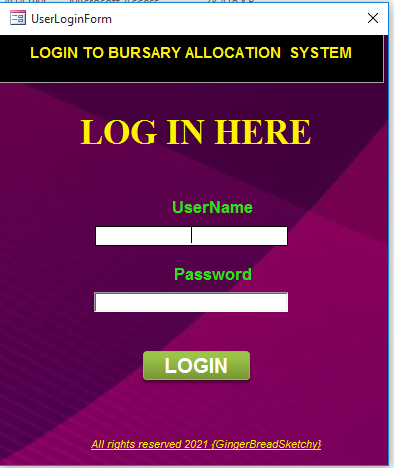 UserLoginForm
LOGIN TO BURSARY ALLOCATION  SYSTEM
LOG IN HERE
UserName
Password
LOGIN
All rights reserved 2021 {GingerBreadSketchy}